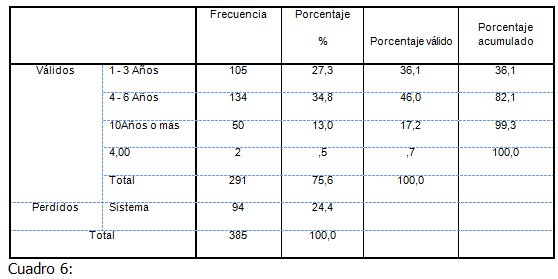 Frecuencia Porcentaje % Porcentaje válido Porcentaje acumulado
Válidos 1 - 3 Años 105 27,3 36,1 36,1
4 - 6 Años 134 34,8 46,0 82,1
10Años o más 50 13,0 17,2 99,3
4,00 2 ,5 ,7 100,0
Total 291 75,6 100,0
Perdidos Sistema 94 24,4
Total 385 100,0
Cuadro 6: